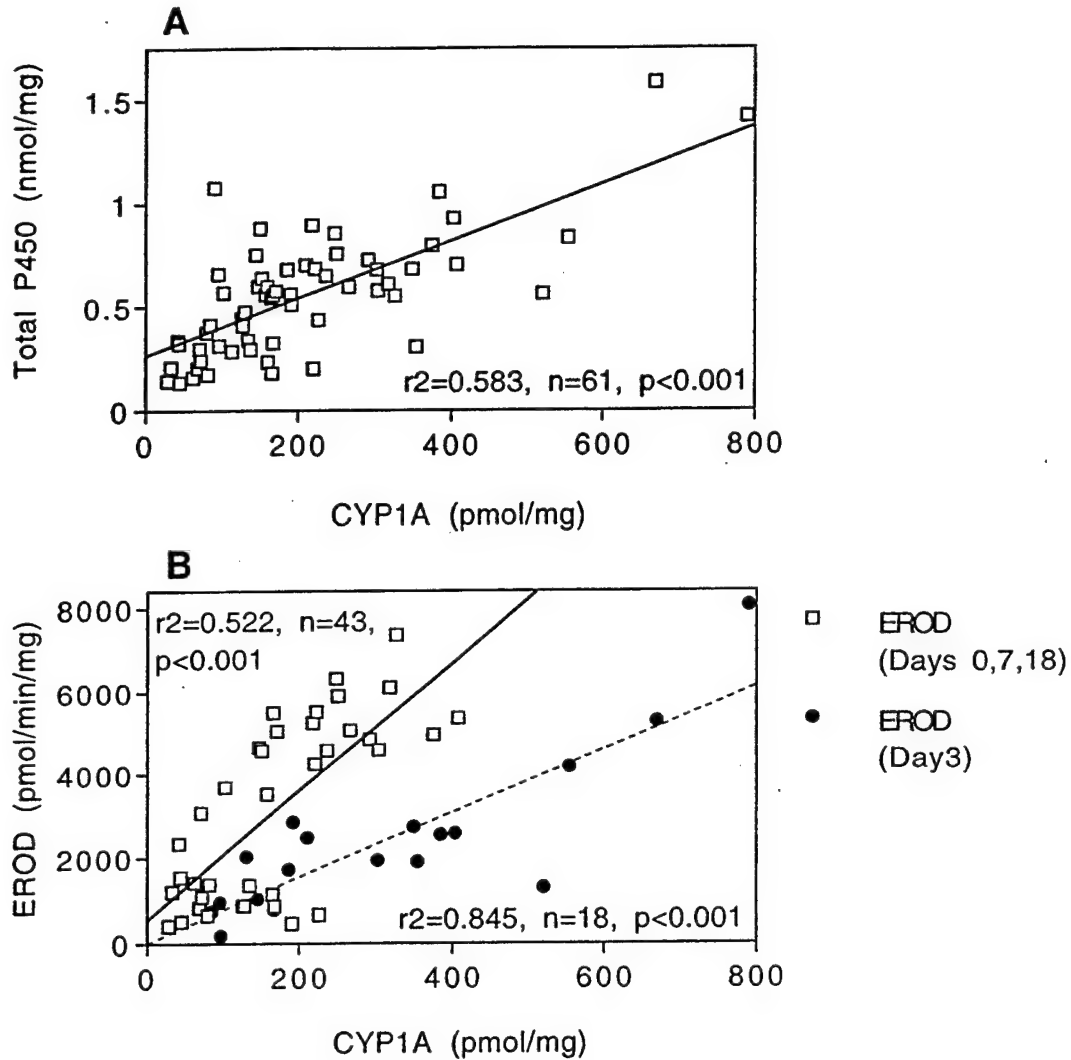 A
Total P450 (nmol/mg)
1.5
1
0.5
0
r2=0.583, n=61, p<0.001
0 200 400 600 800
CYP1A (pmol/mg)
B
EROD (pmol/min/mg)
8000
6000
4000
2000
0
r2=0.522, n=43,
p<0.001
r2=0.845, n=18, p<0.001
0 200 400 600 800
CYP1A (pmol/mg)
EROD
(Days 0,7,18)
EROD
(Day3)